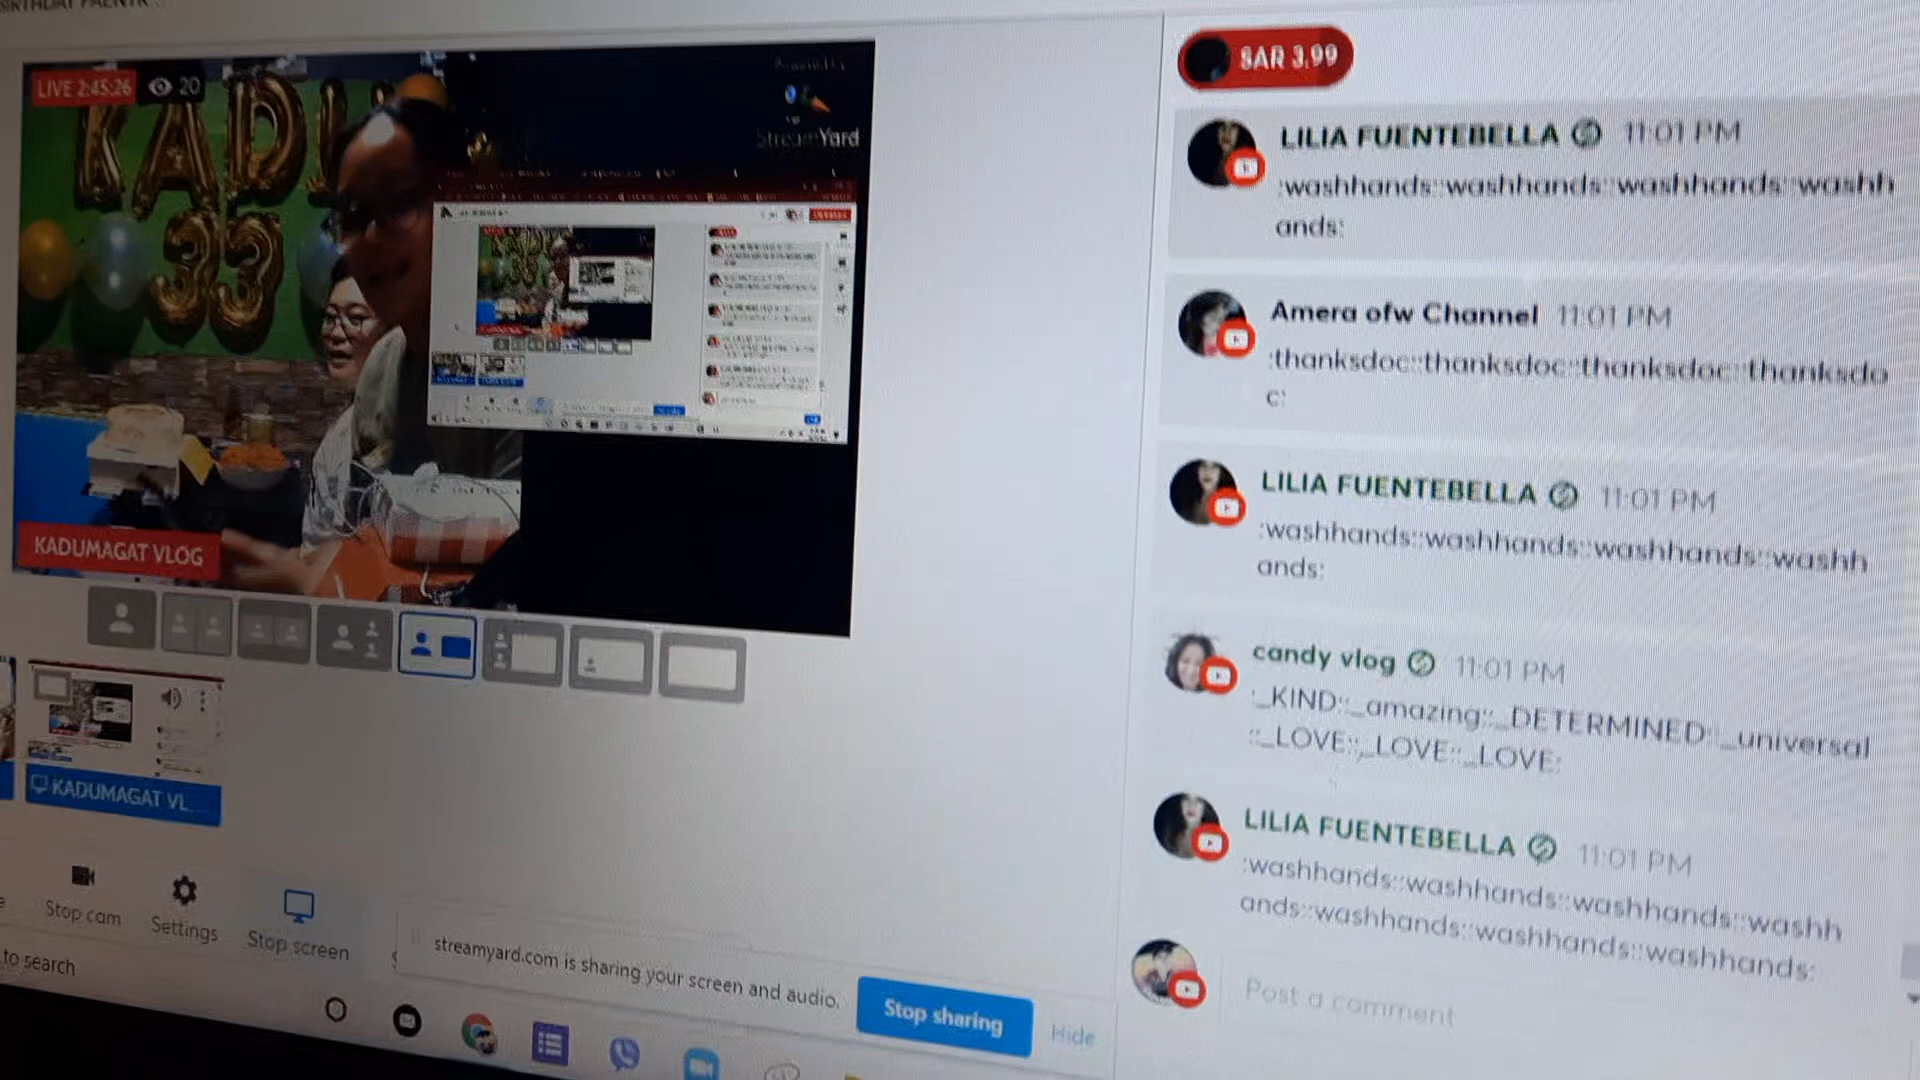 LIVE 2:45:26 20
KADU
33
StreamYard
KADUMAGAT VLOG
KADUMAGAT VL...
Stop cam
Settings
Stop screen
to search
streamyard.com is sharing your screen and audio.
Stop sharing
Hide
SAR 3.99
LILIA FUENTEBELLA 11:01 PM
:washhands::washhands::washhands::washh
ands:
Amera ofw Channel 11:01 PM
:thanksdoc::thanksdoc::thanksdoc::thanksdo
c:
LILIA FUENTEBELLA 11:01 PM
:washhands::washhands::washhands::washh
ands:
candy vlog 11:01 PM
:_KIND::_amazing::_DETERMINED:_universal
::_LOVE::_LOVE::_LOVE:
LILIA FUENTEBELLA 11:01 PM
:washhands::washhands::washhands::washh
ands::washhands::washhands::washhands:
Post a comment